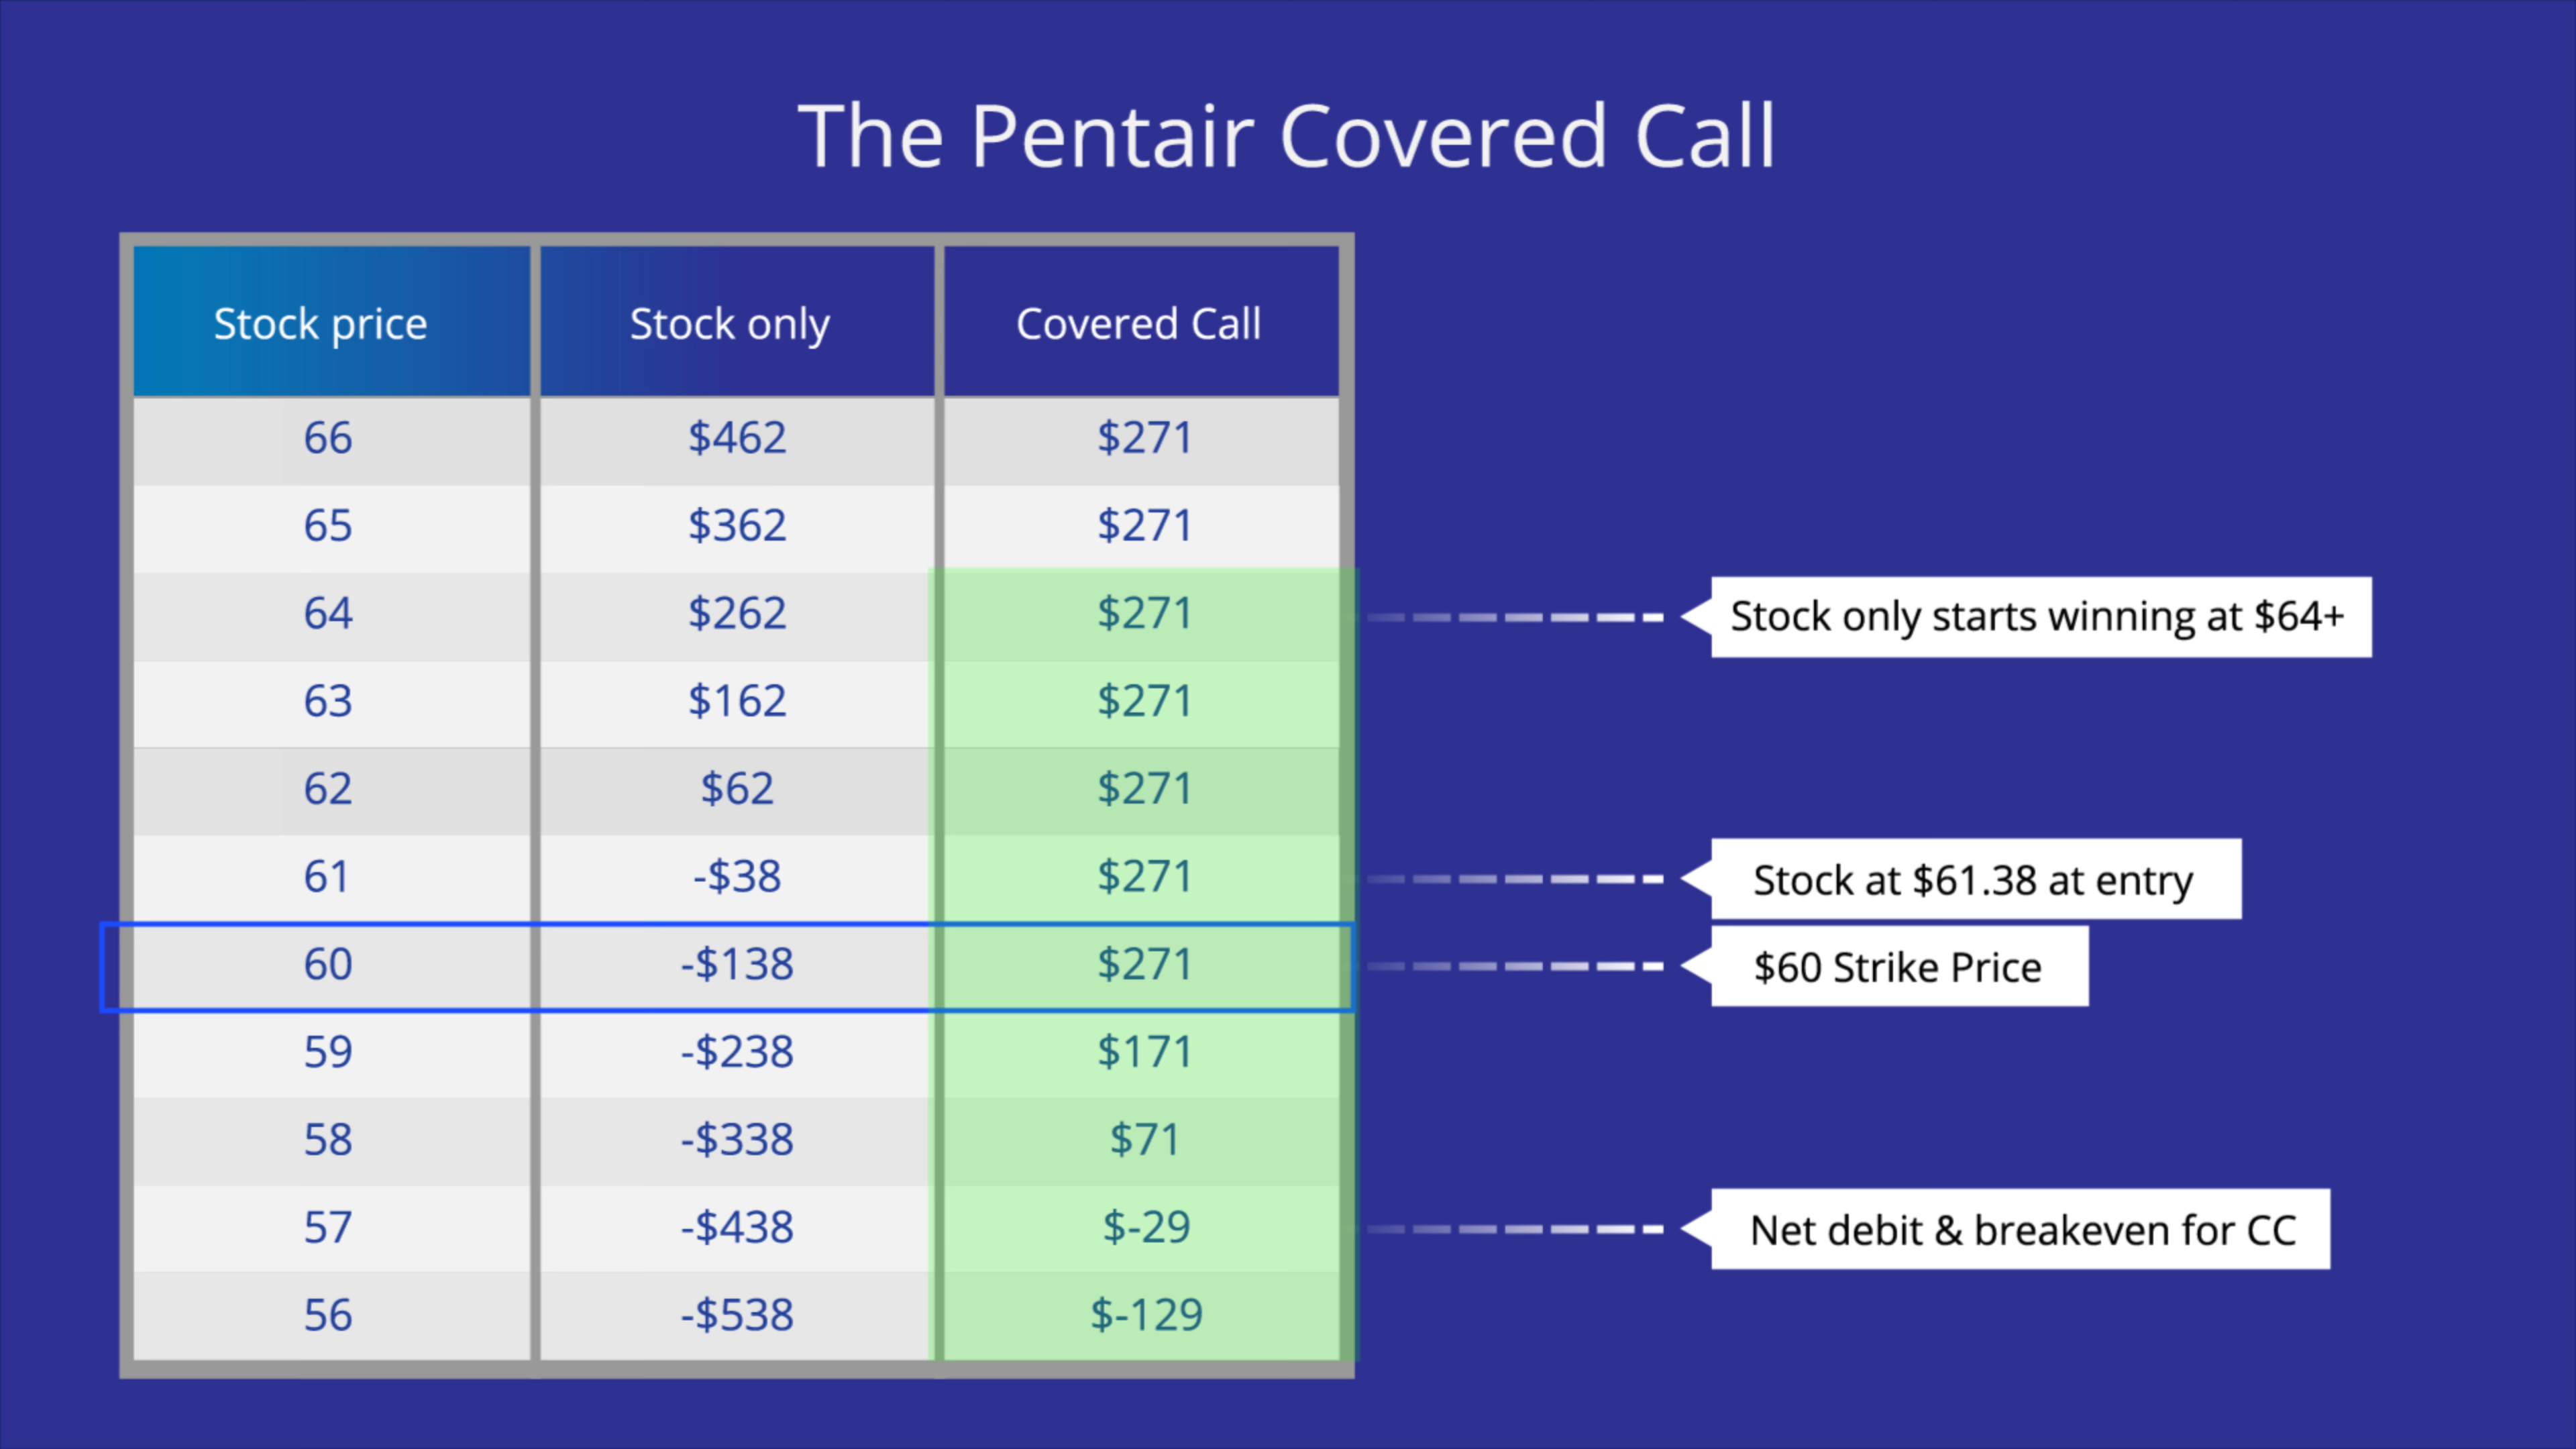 The Pentair Covered Call
Stock price Stock only Covered Call
66 $462 $271
65 $362 $271
64 $262 $271
Stock only starts winning at $64+
63 $162 $271
62 $62 $271
61 -$38 $271
Stock at $61.38 at entry
60 -$138 $271
$60 Strike Price
59 -$238 $171
58 -$338 $71
57 -$438 $-29
Net debit & breakeven for CC
56 -$538 $-129